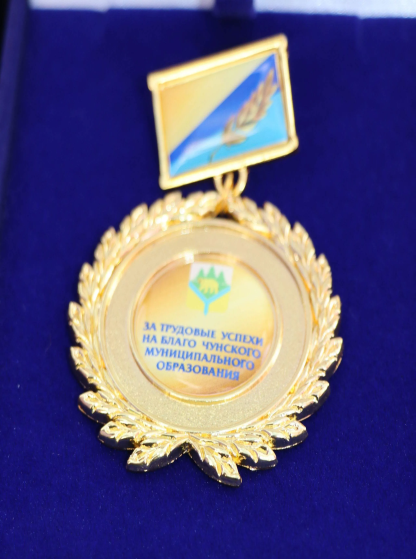 ЗА ТРУДОВЫЕ УСПЕХИ
НА БЛАГО ЧУНСКОГО
МУНИЦИПАЛЬНОГО
ОБРАЗОВАНИЯ